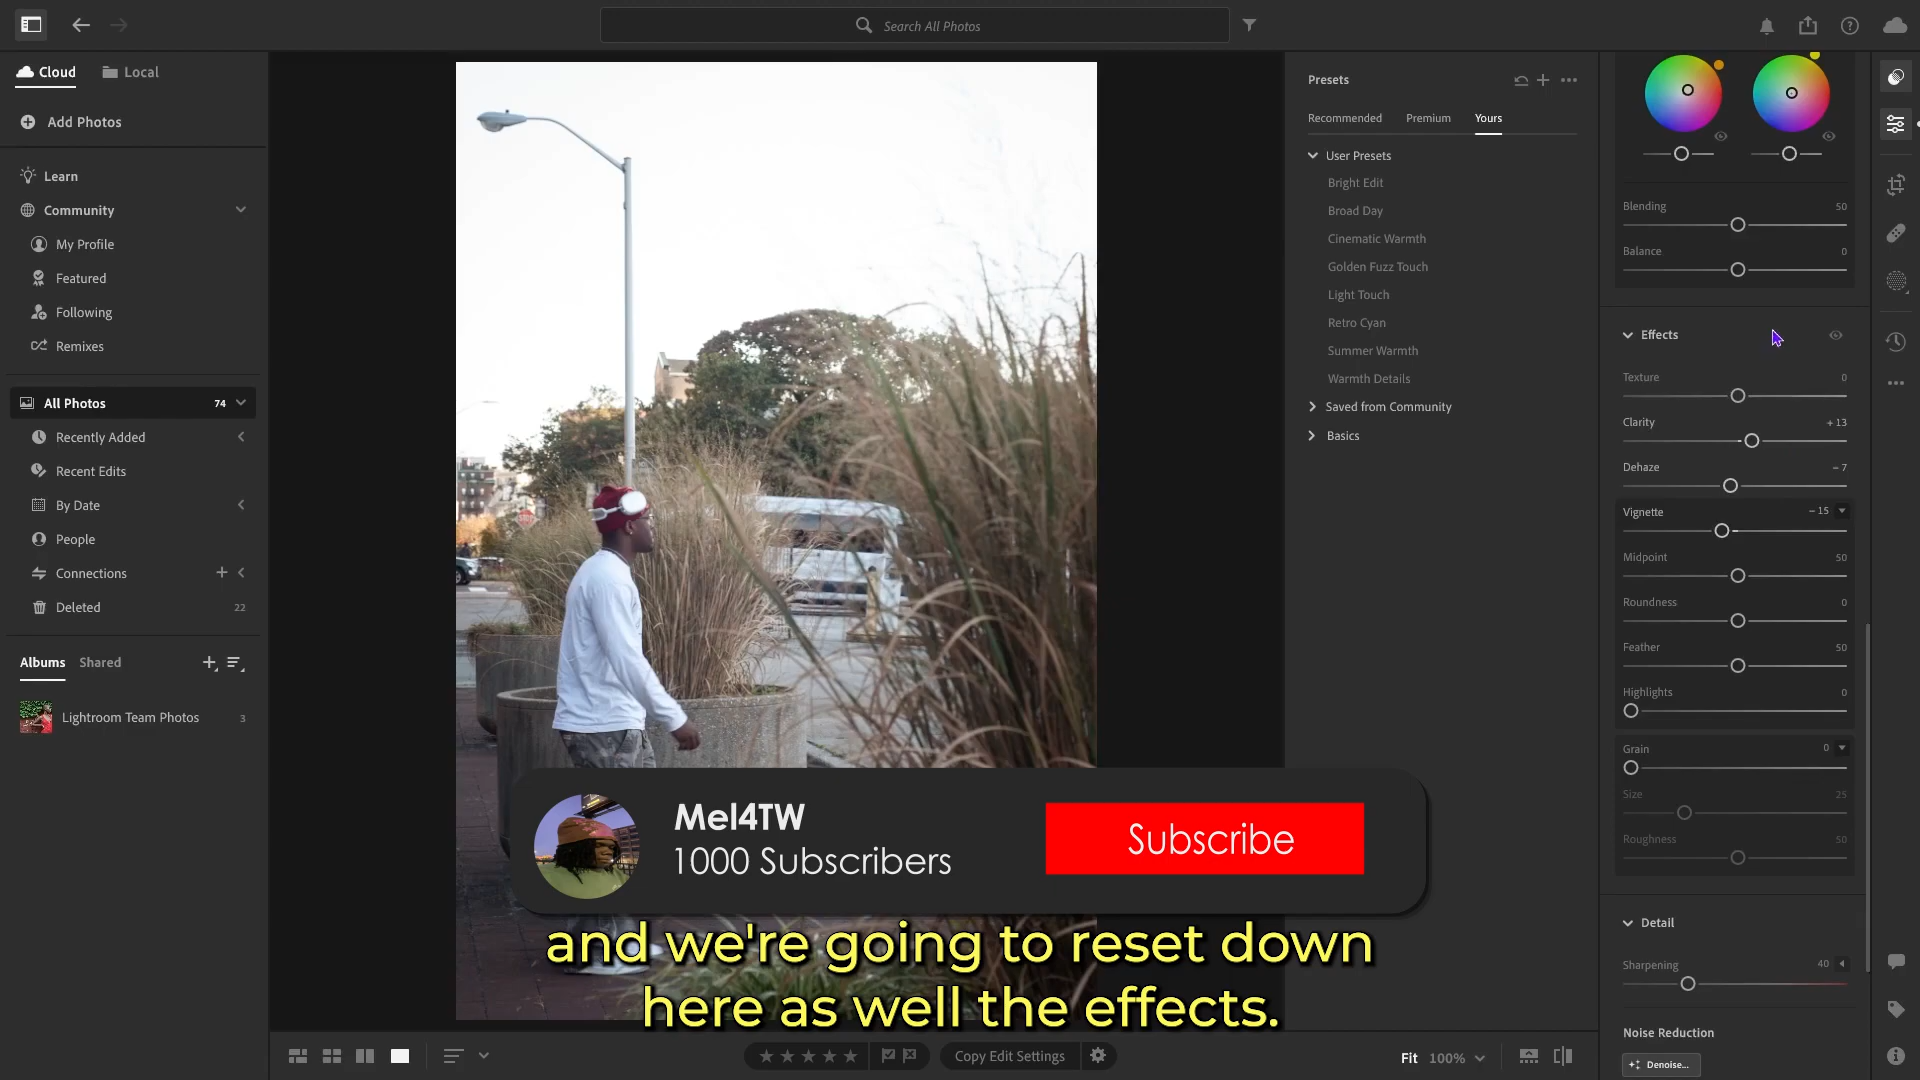 Search All Photos
Cloud
Local
Add Photos
Learn
Community
My Profile
Featured
Following
Remixes
All Photos 74
Recently Added
Recent Edits
By Date
People
Connections
Deleted 22
Albums Shared
Lightroom Team Photos 3
STOP
Presets
Recommended Premium Yours
User Presets
Bright Edit
Broad Day
Cinematic Warmth
Golden Fuzz Touch
Light Touch
Retro Cyan
Summer Warmth
Warmth Details
Saved from Community
Basics
Blending 50
Balance 0
Effects
Texture 0
Clarity + 13
Dehaze – 7
Vignette – 15
Midpoint 50
Roundness 0
Feather 50
Highlights 0
Grain 0
Size 25
Roughness 50
Detail
Sharpening 40
Noise Reduction
Denoise...
Mel4TW
1000 Subscribers
Subscribe
and we're going to reset down
here as well the effects.
Copy Edit Settings
Fit 100%